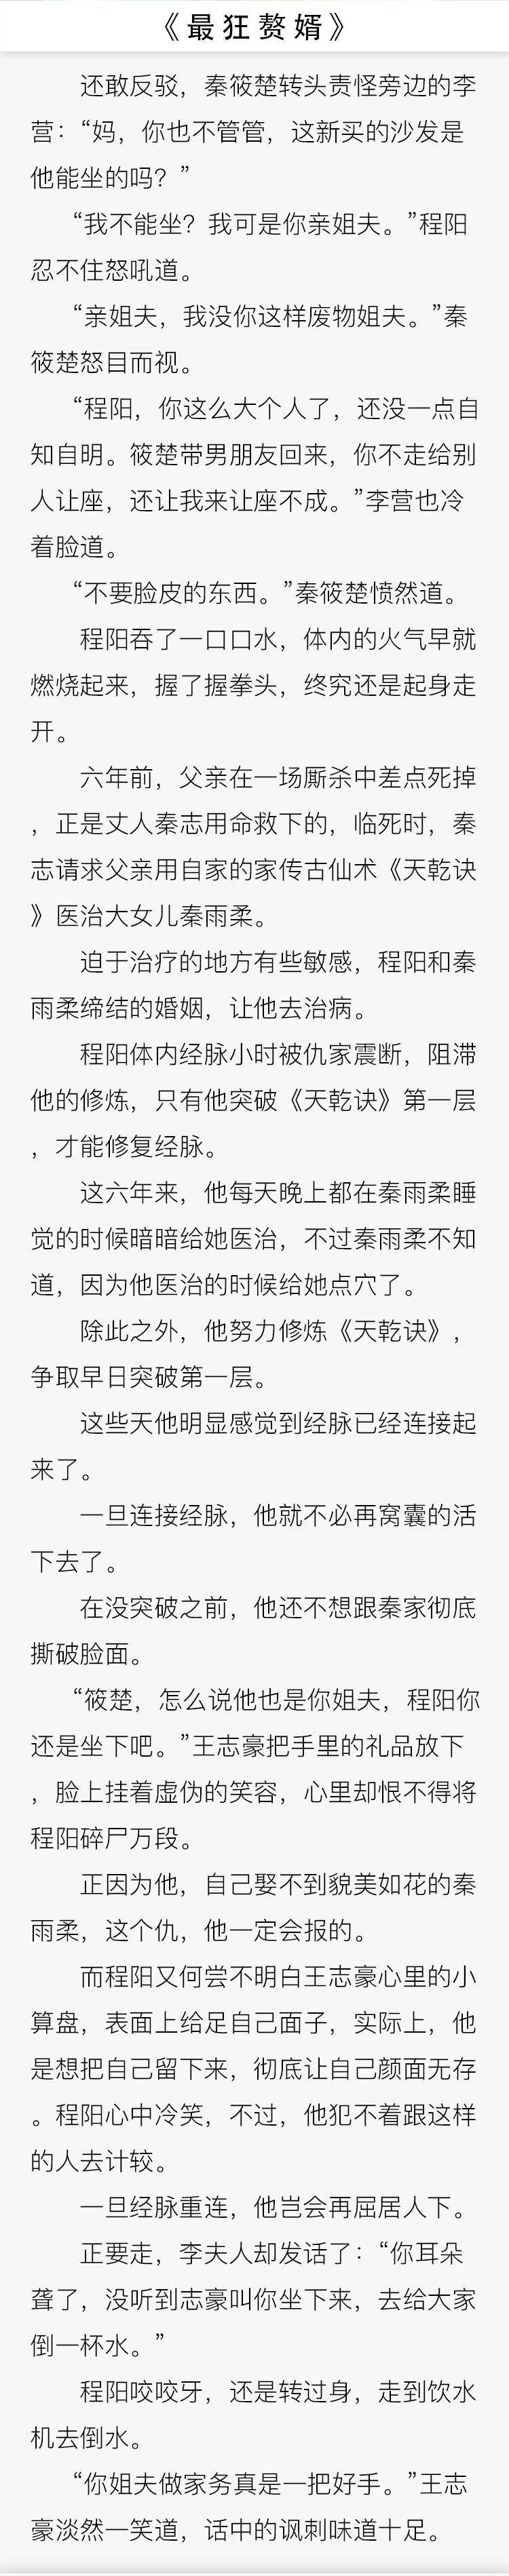 《最狂赘婿》
还敢反驳，秦筱楚转头责怪旁边的李
营：“妈，你也不管管，这新买的沙发是
他能坐的吗？”
“我不能坐？我可是你亲姐夫。”程阳
忍不住怒吼道。
“亲姐夫，我没你这样废物姐夫。”秦
筱楚怒目而视。
“程阳，你这么大个人了，还没一点自
知自明。筱楚带男朋友回来，你不走给别
人让座，还让我来让座不成。”李营也冷
着脸道。
“不要脸皮的东西。”秦筱楚愤然道。
程阳吞了一口口水，体内的火气早就
燃烧起来，握了握拳头，终究还是起身走
开。
六年前，父亲在一场厮杀中差点死掉
，正是丈人秦志用命救下的，临死时，秦
志请求父亲用自家的家传古仙术《天乾诀
》医治大女儿秦雨柔。
迫于治疗的地方有些敏感，程阳和秦
雨柔缔结的婚姻，让他去治病。
程阳体内经脉小时被仇家震断，阻滞
他的修炼，只有他突破《天乾诀》第一层
，才能修复经脉。
这六年来，他每天晚上都在秦雨柔睡
觉的时候暗暗给她医治，不过秦雨柔不知
道，因为他医治的时候给她点穴了。
除此之外，他努力修炼《天乾诀》，
争取早日突破第一层。
这些天他明显感觉到经脉已经连接起
来了。
一旦连接经脉，他就不必再窝囊的活
下去了。
在没突破之前，他还不想跟秦家彻底
撕破脸面。
“筱楚，怎么说他也是你姐夫，程阳你
还是坐下吧。”王志豪把手里的礼品放下
，脸上挂着虚伪的笑容，心里却恨不得将
程阳碎尸万段。
正因为他，自己娶不到貌美如花的秦
雨柔，这个仇，他一定会报的。
而程阳又何尝不明白王志豪心里的小
算盘，表面上给足自己面子，实际上，他
是想把自己留下来，彻底让自己颜面无存
。程阳心中冷笑，不过，他犯不着跟这样
的人去计较。
一旦经脉重连，他岂会再屈居人下。
正要走，李夫人却发话了：“你耳朵
聋了，没听到志豪叫你坐下来，去给大家
倒一杯水。”
程阳咬咬牙，还是转过身，走到饮水
机去倒水。
“你姐夫做家务真是一把好手。”王志
豪淡然一笑道，话中的讽刺味道十足。